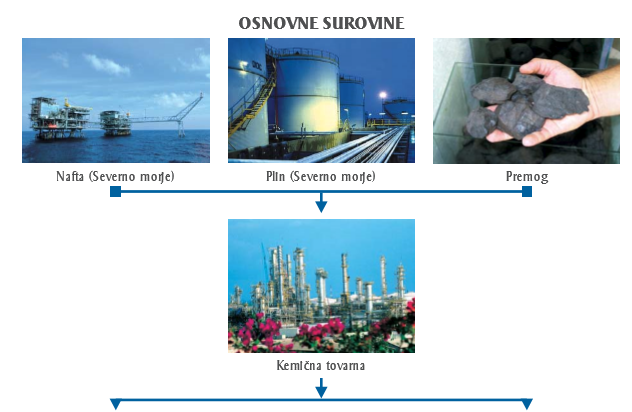 OSNOVNE SUROVINE
Nafta (Severno morje)
Plin (Severno morje)
Premog
Kemična tovarna